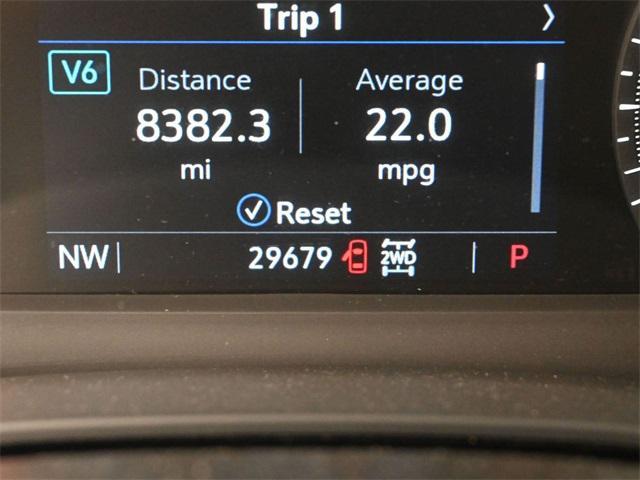 Trip 1 >
V6 Distance Average
8382.3 22.0
mi mpg
Reset
NW 29679 2WD P